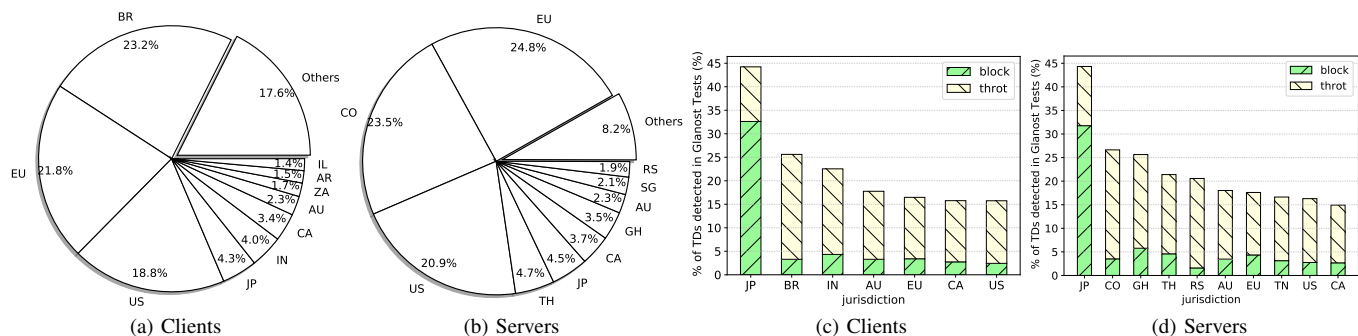 BR
23.2%
Others
17.6%
EU
21.8%
1.4%
IL
1.5%
AR
1.7%
ZA
2.3%
AU
3.4%
CA
4.0%
IN
4.3%
JP
18.8%
US
(a) Clients
EU
24.8%
CO
23.5%
Others
8.2%
1.9%
RS
2.1%
SG
2.3%
AU
3.5%
GH
3.7%
CA
4.5%
JP
4.7%
TH
20.9%
US
(b) Servers
% of TDs detected in Glanost Tests (%)
45
40
35
30
25
20
15
10
5
0
block
throt
JP BR IN AU EU CA US
jurisdiction
(c) Clients
% of TDs detected in Glanost Tests (%)
45
40
35
30
25
20
15
10
5
0
block
throt
JP CO GH TH RS AU EU TN US CA
jurisdiction
(d) Servers